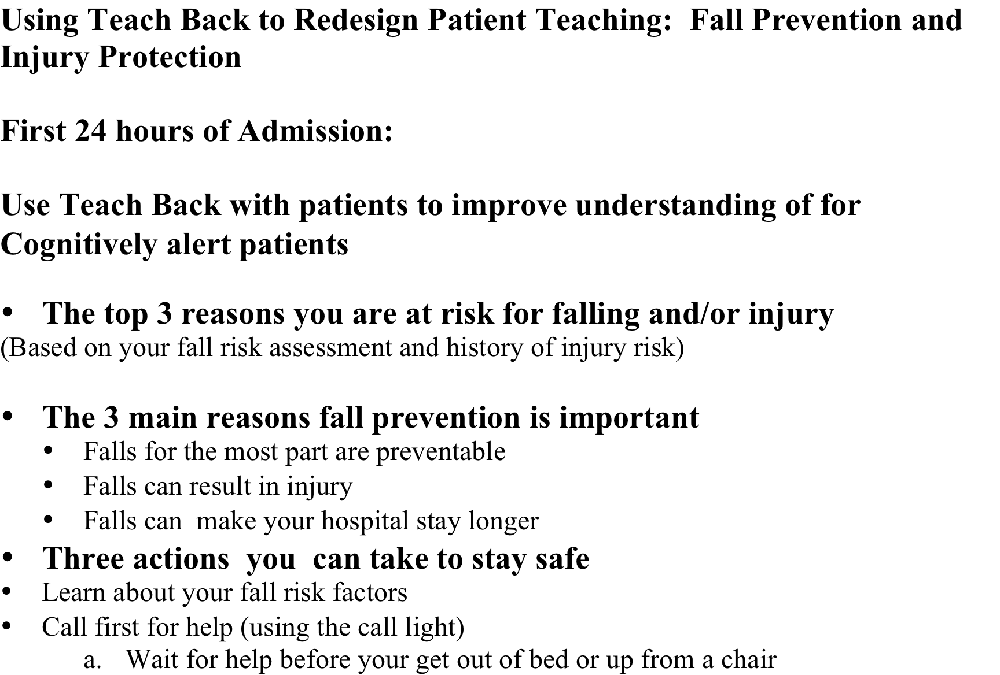 Using Teach Back to Redesign Patient Teaching:  Fall Prevention and
Injury Protection
First 24 hours of Admission:
Use Teach Back with patients to improve understanding of for
Cognitively alert patients
• The top 3 reasons you are at risk for falling and/or injury
(Based on your fall risk assessment and history of injury risk)
• The 3 main reasons fall prevention is important
• Falls for the most part are preventable
• Falls can result in injury
• Falls can  make your hospital stay longer
• Three actions  you  can take to stay safe
• Learn about your fall risk factors
• Call first for help (using the call light)
a. Wait for help before your get out of bed or up from a chair